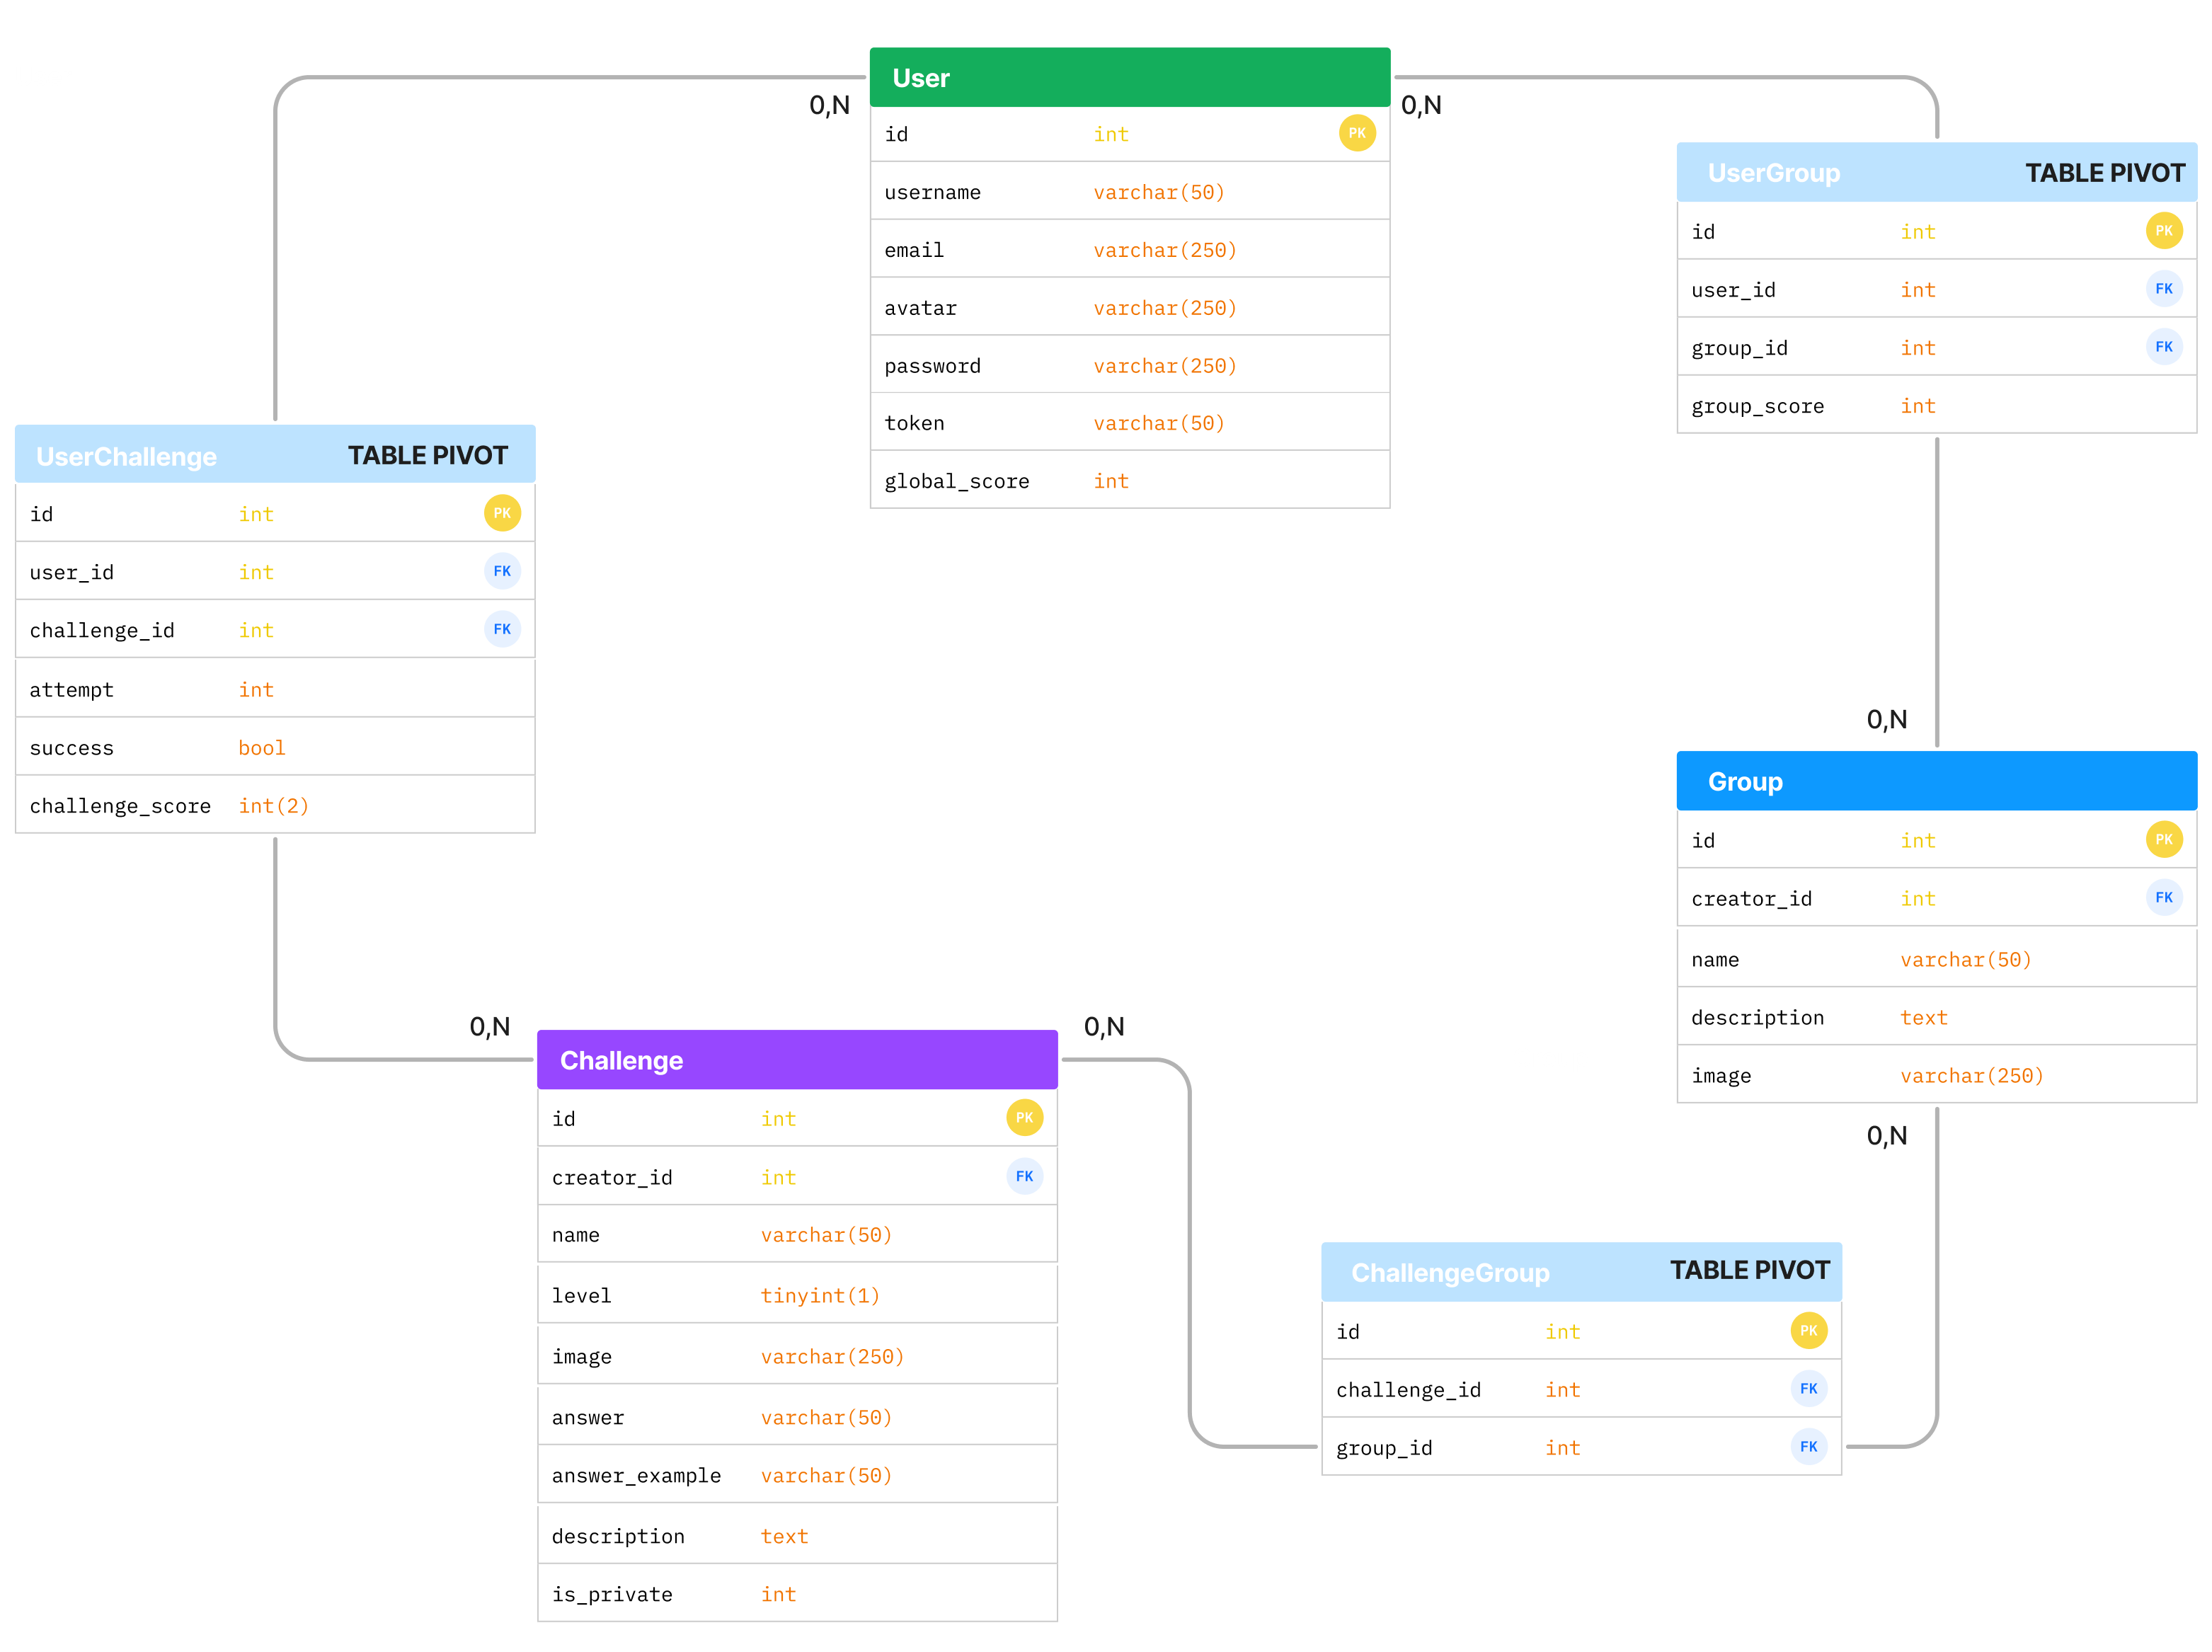 User
0,N
0,N
id int PK
username varchar(50)
email varchar(250)
avatar varchar(250)
password varchar(250)
token varchar(50)
global_score int
UserGroup TABLE PIVOT
id int PK
user_id int FK
group_id int FK
group_score int
UserChallenge TABLE PIVOT
id int PK
user_id int FK
challenge_id int FK
attempt int
success bool
challenge_score int(2)
0,N
Group
id int PK
creator_id int FK
name varchar(50)
description text
image varchar(250)
0,N
0,N
0,N
Challenge
id int PK
creator_id int FK
name varchar(50)
level tinyint(1)
image varchar(250)
answer varchar(50)
answer_example varchar(50)
description text
is_private int
ChallengeGroup TABLE PIVOT
id int PK
challenge_id int FK
group_id int FK